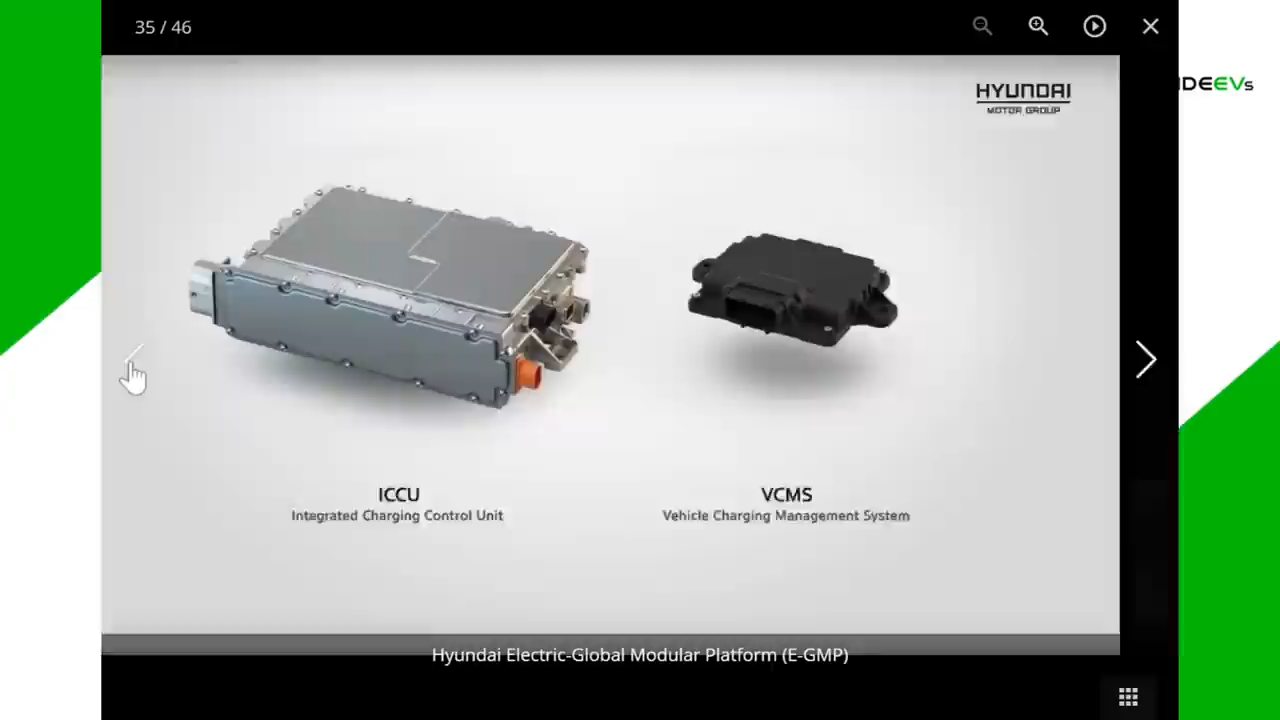 35 / 46
HYUNDAI
MOTOR GROUP
IDEEVs
ICCU
Integrated Charging Control Unit
VCMS
Vehicle Charging Management System
Hyundai Electric-Global Modular Platform (E-GMP)